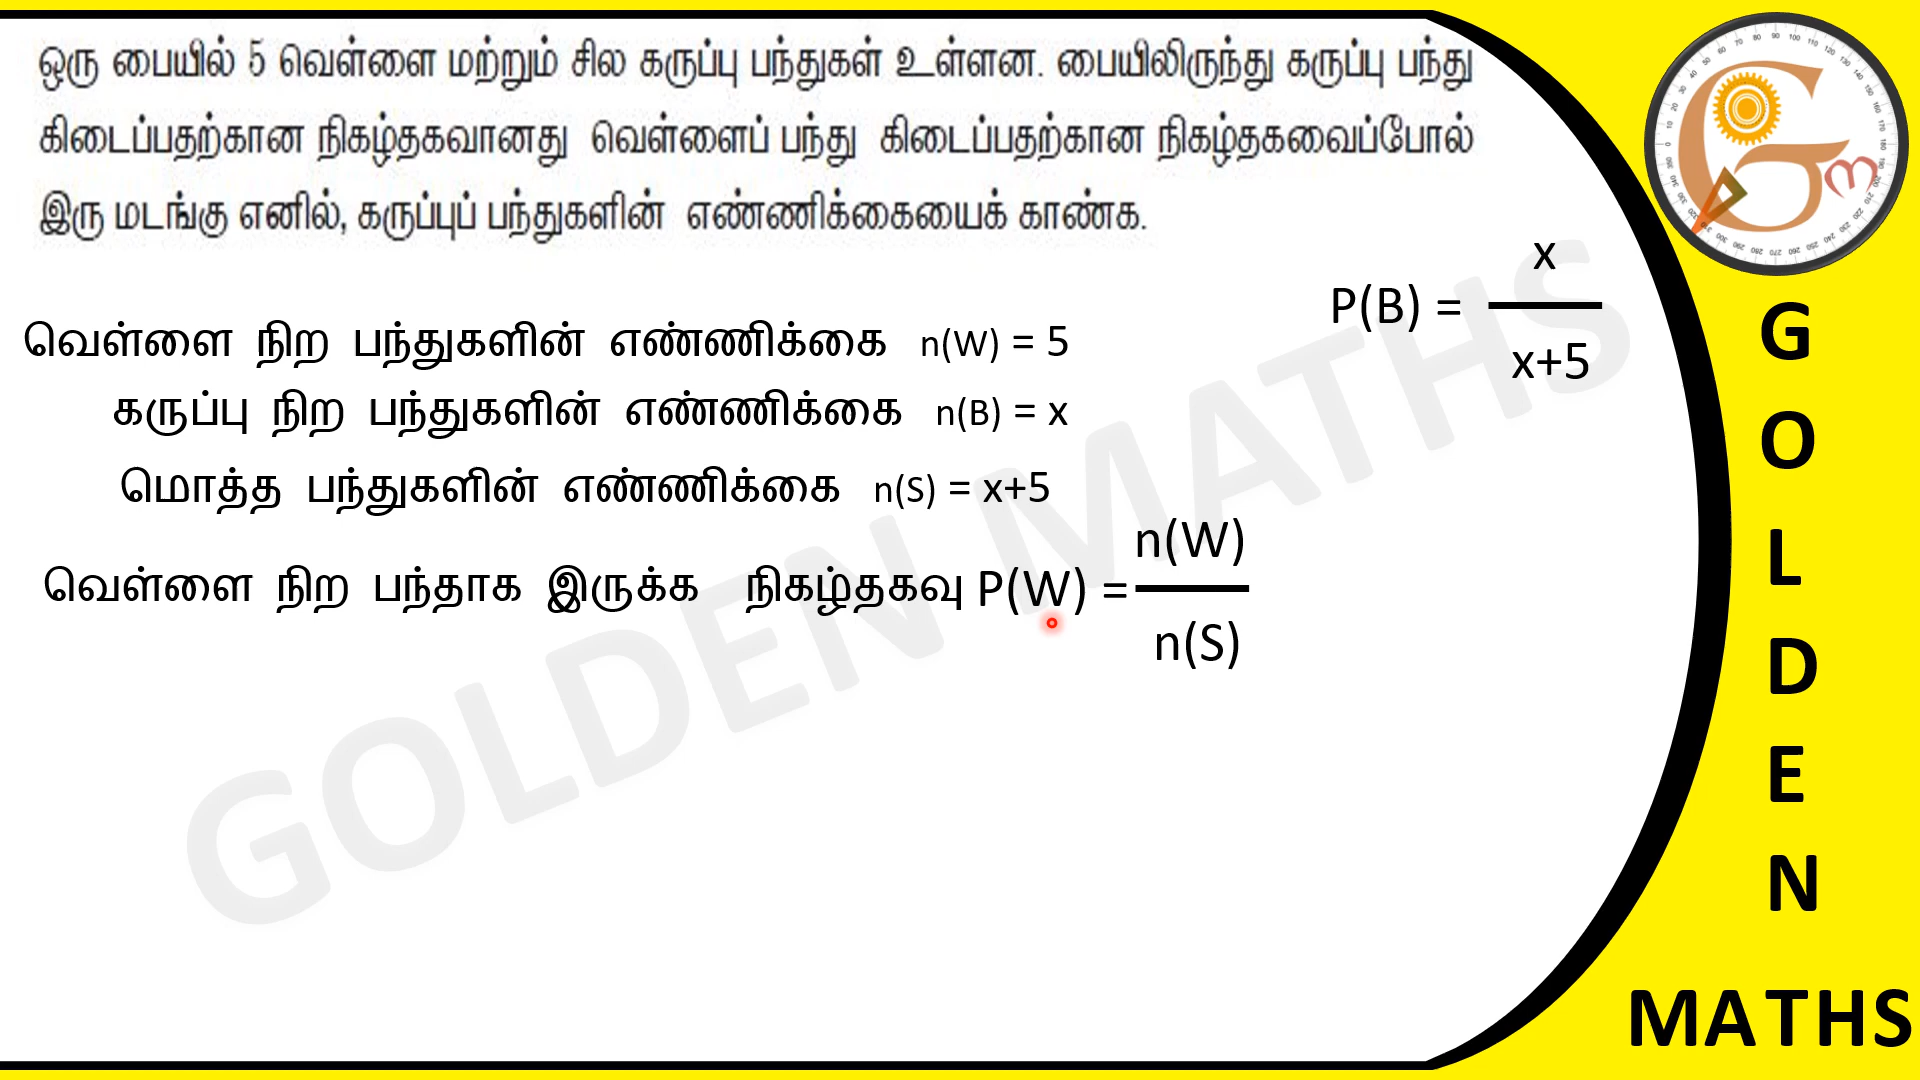 ஒரு பையில் 5 வெள்ளை மற்றும் சில கருப்பு பந்துகள் உள்ளன. பையிலிருந்து கருப்பு பந்து
கிடைப்பதற்கான நிகழ்தகவானது வெள்ளைப் பந்து கிடைப்பதற்கான நிகழ்தகவைப்போல்
இரு மடங்கு எனில், கருப்புப் பந்துகளின் எண்ணிக்கையைக் காண்க.
வெள்ளை நிற பந்துகளின் எண்ணிக்கை n(W) = 5
கருப்பு நிற பந்துகளின் எண்ணிக்கை n(B) = x
மொத்த பந்துகளின் எண்ணிக்கை n(S) = x+5
வெள்ளை நிற பந்தாக இருக்க நிகழ்தகவு P(W) =
n(W)
n(S)
x
P(B) =
x+5
GOLDEN MATHS
G
O
L
D
E
N
MATHS